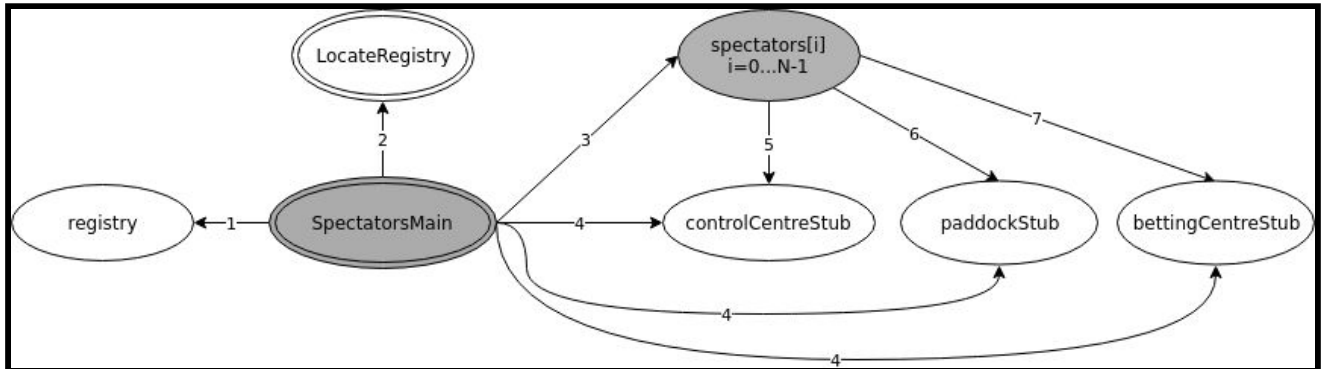 LocateRegistry
spectators[i]
i=0...N-1
7
6
2
3
5
registry
1
SpectatorsMain
4
controlCentreStub
paddockStub
bettingCentreStub
4
4